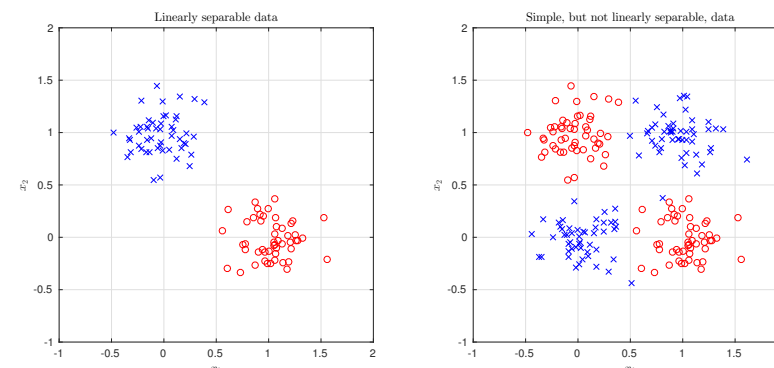 Linearly separable data
2
1.5
1
0.5
0
-0.5
-1
x₂
-1 -0.5 0 0.5 1 1.5 2
Simple, but not linearly separable, data
2
1.5
1
0.5
0
-0.5
-1
x₂
-1 -0.5 0 0.5 1 1.5